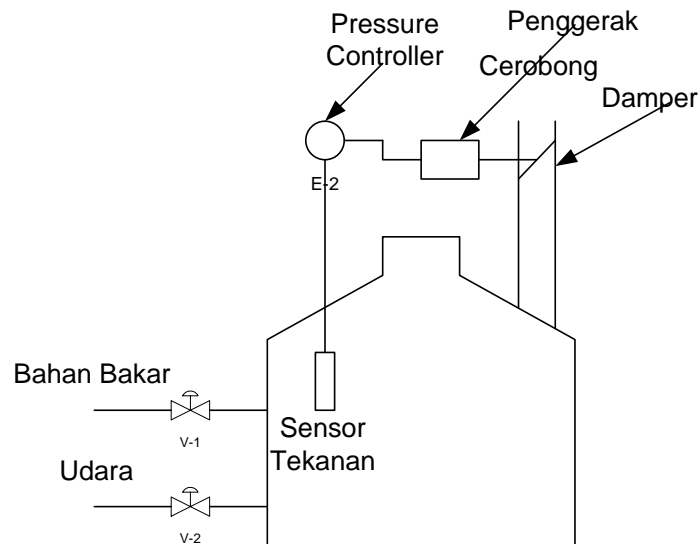 Pressure
Controller
Penggerak
Cerobong
Damper
E-2
Bahan Bakar
V-1
Sensor
Tekanan
Udara
V-2